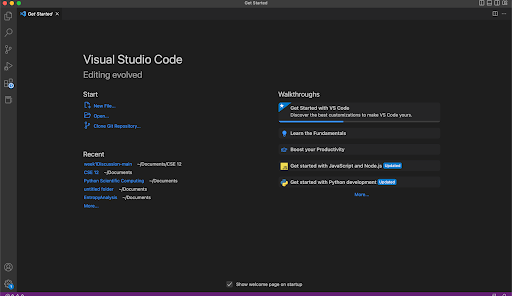 Get Started
Get Started
Visual Studio Code
Editing evolved
Start
New File...
Open...
Clone Git Repository...
Recent
week1Discussion-main ~/Documents/CSE 12
CSE 12 ~/Documents
Python Scientific Computing ~/Documents
untitled folder ~/Documents
EntropyAnalysis ~/Documents
More...
Walkthroughs
Get Started with VS Code
Discover the best customizations to make VS Code yours.
Learn the Fundamentals
Boost your Productivity
Get started with JavaScript and Node.js Updated
Get started with Python development Updated
More...
Show welcome page on startup